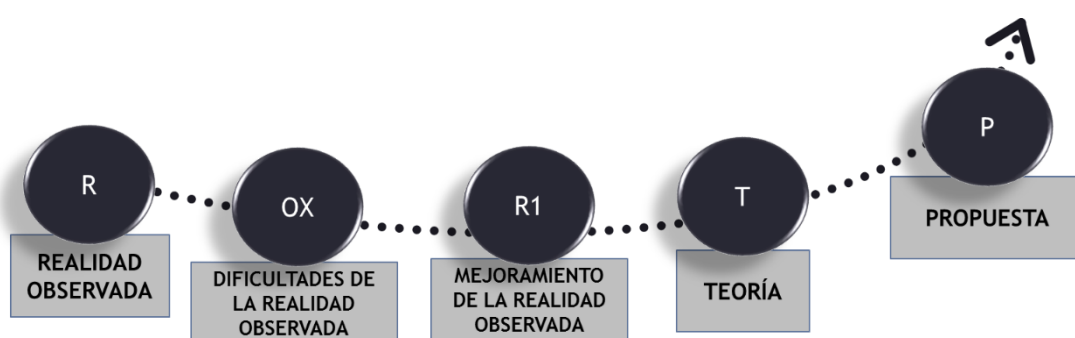 R
REALIDAD
OBSERVADA
OX
DIFICULTADES DE
LA REALIDAD
OBSERVADA
R1
MEJORAMIENTO
DE LA REALIDAD
OBSERVADA
T
TEORÍA
P
PROPUESTA